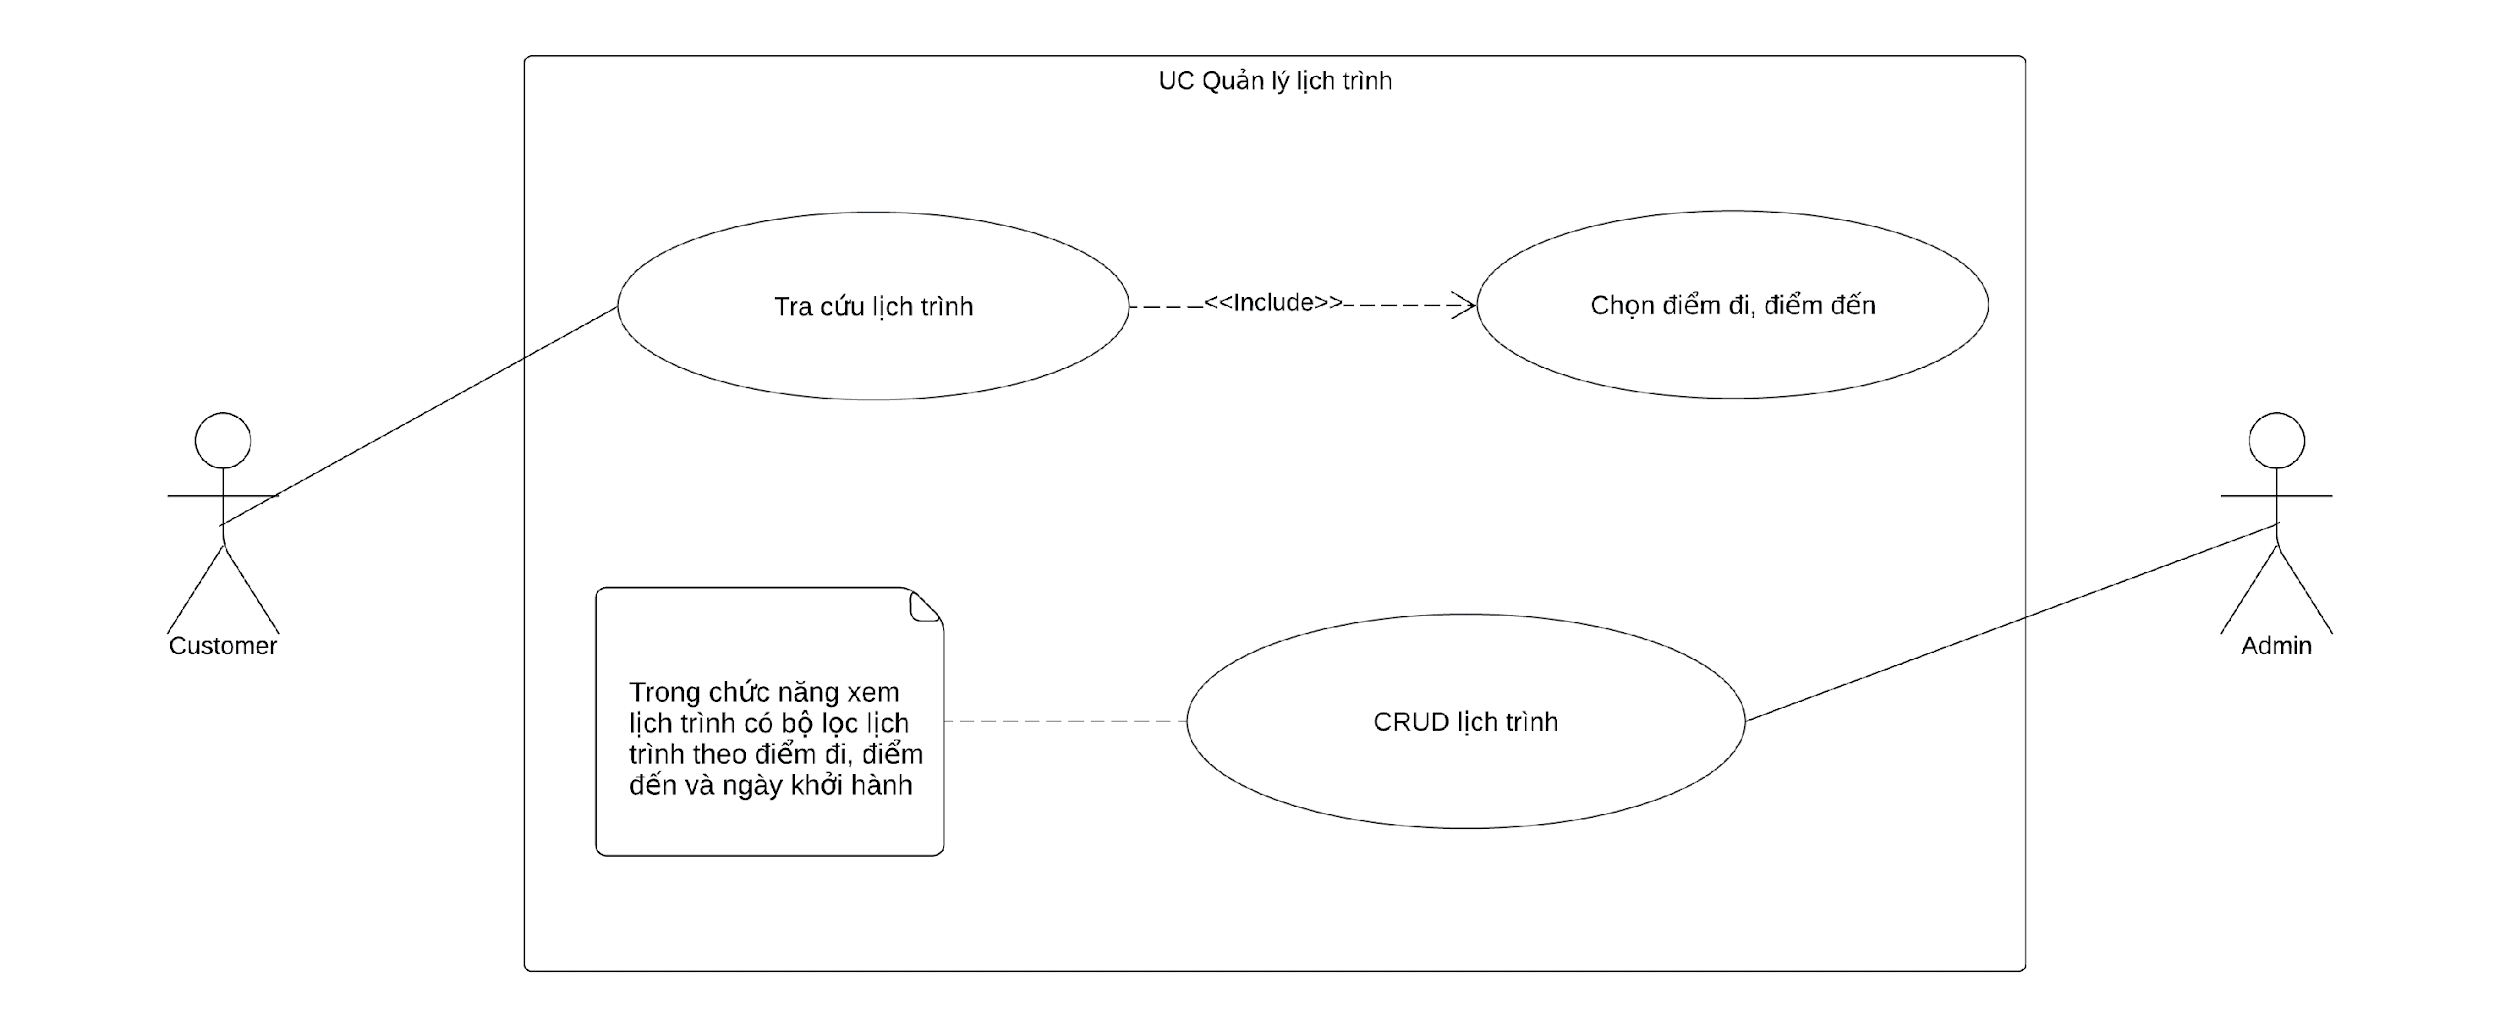 UC Quản lý lịch trình
Tra cứu lịch trình
<<Include>>
Chọn điểm đi, điểm đến
Customer
Admin
Trong chức năng xem
lịch trình có bộ lọc lịch
trình theo điểm đi, điểm
đến và ngày khởi hành
CRUD lịch trình